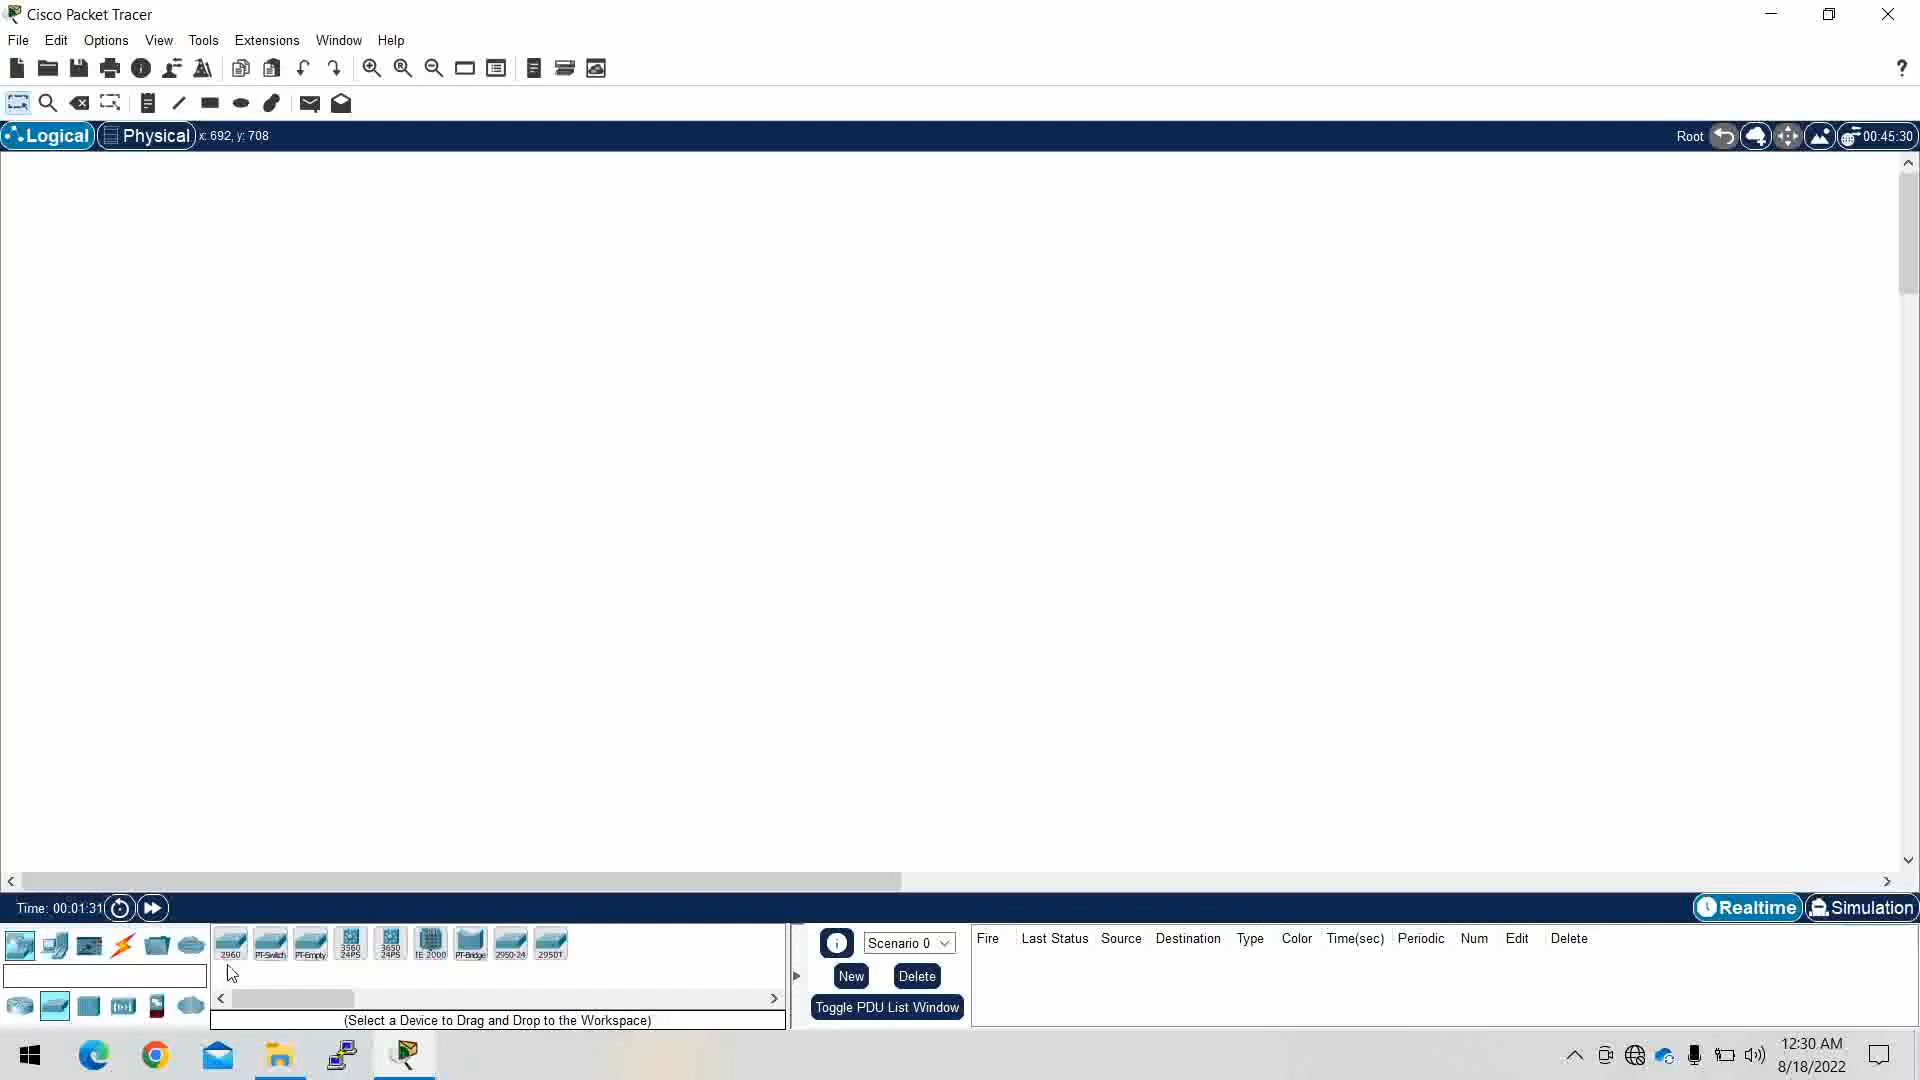 Cisco Packet Tracer
File Edit Options View Tools Extensions Window Help
?
Logical Physical x: 692, y: 708 Root 00:45:30
Time: 00:01:31 Realtime Simulation
2960 PT-Switch PT-Empty 3560 24PS 3650 24PS IE 2000 PT-Bridge 2950-24 2950T
(Select a Device to Drag and Drop to the Workspace)
Scenario 0
New Delete
Toggle PDU List Window
Fire Last Status Source Destination Type Color Time(sec) Periodic Num Edit Delete
12:30 AM
8/18/2022